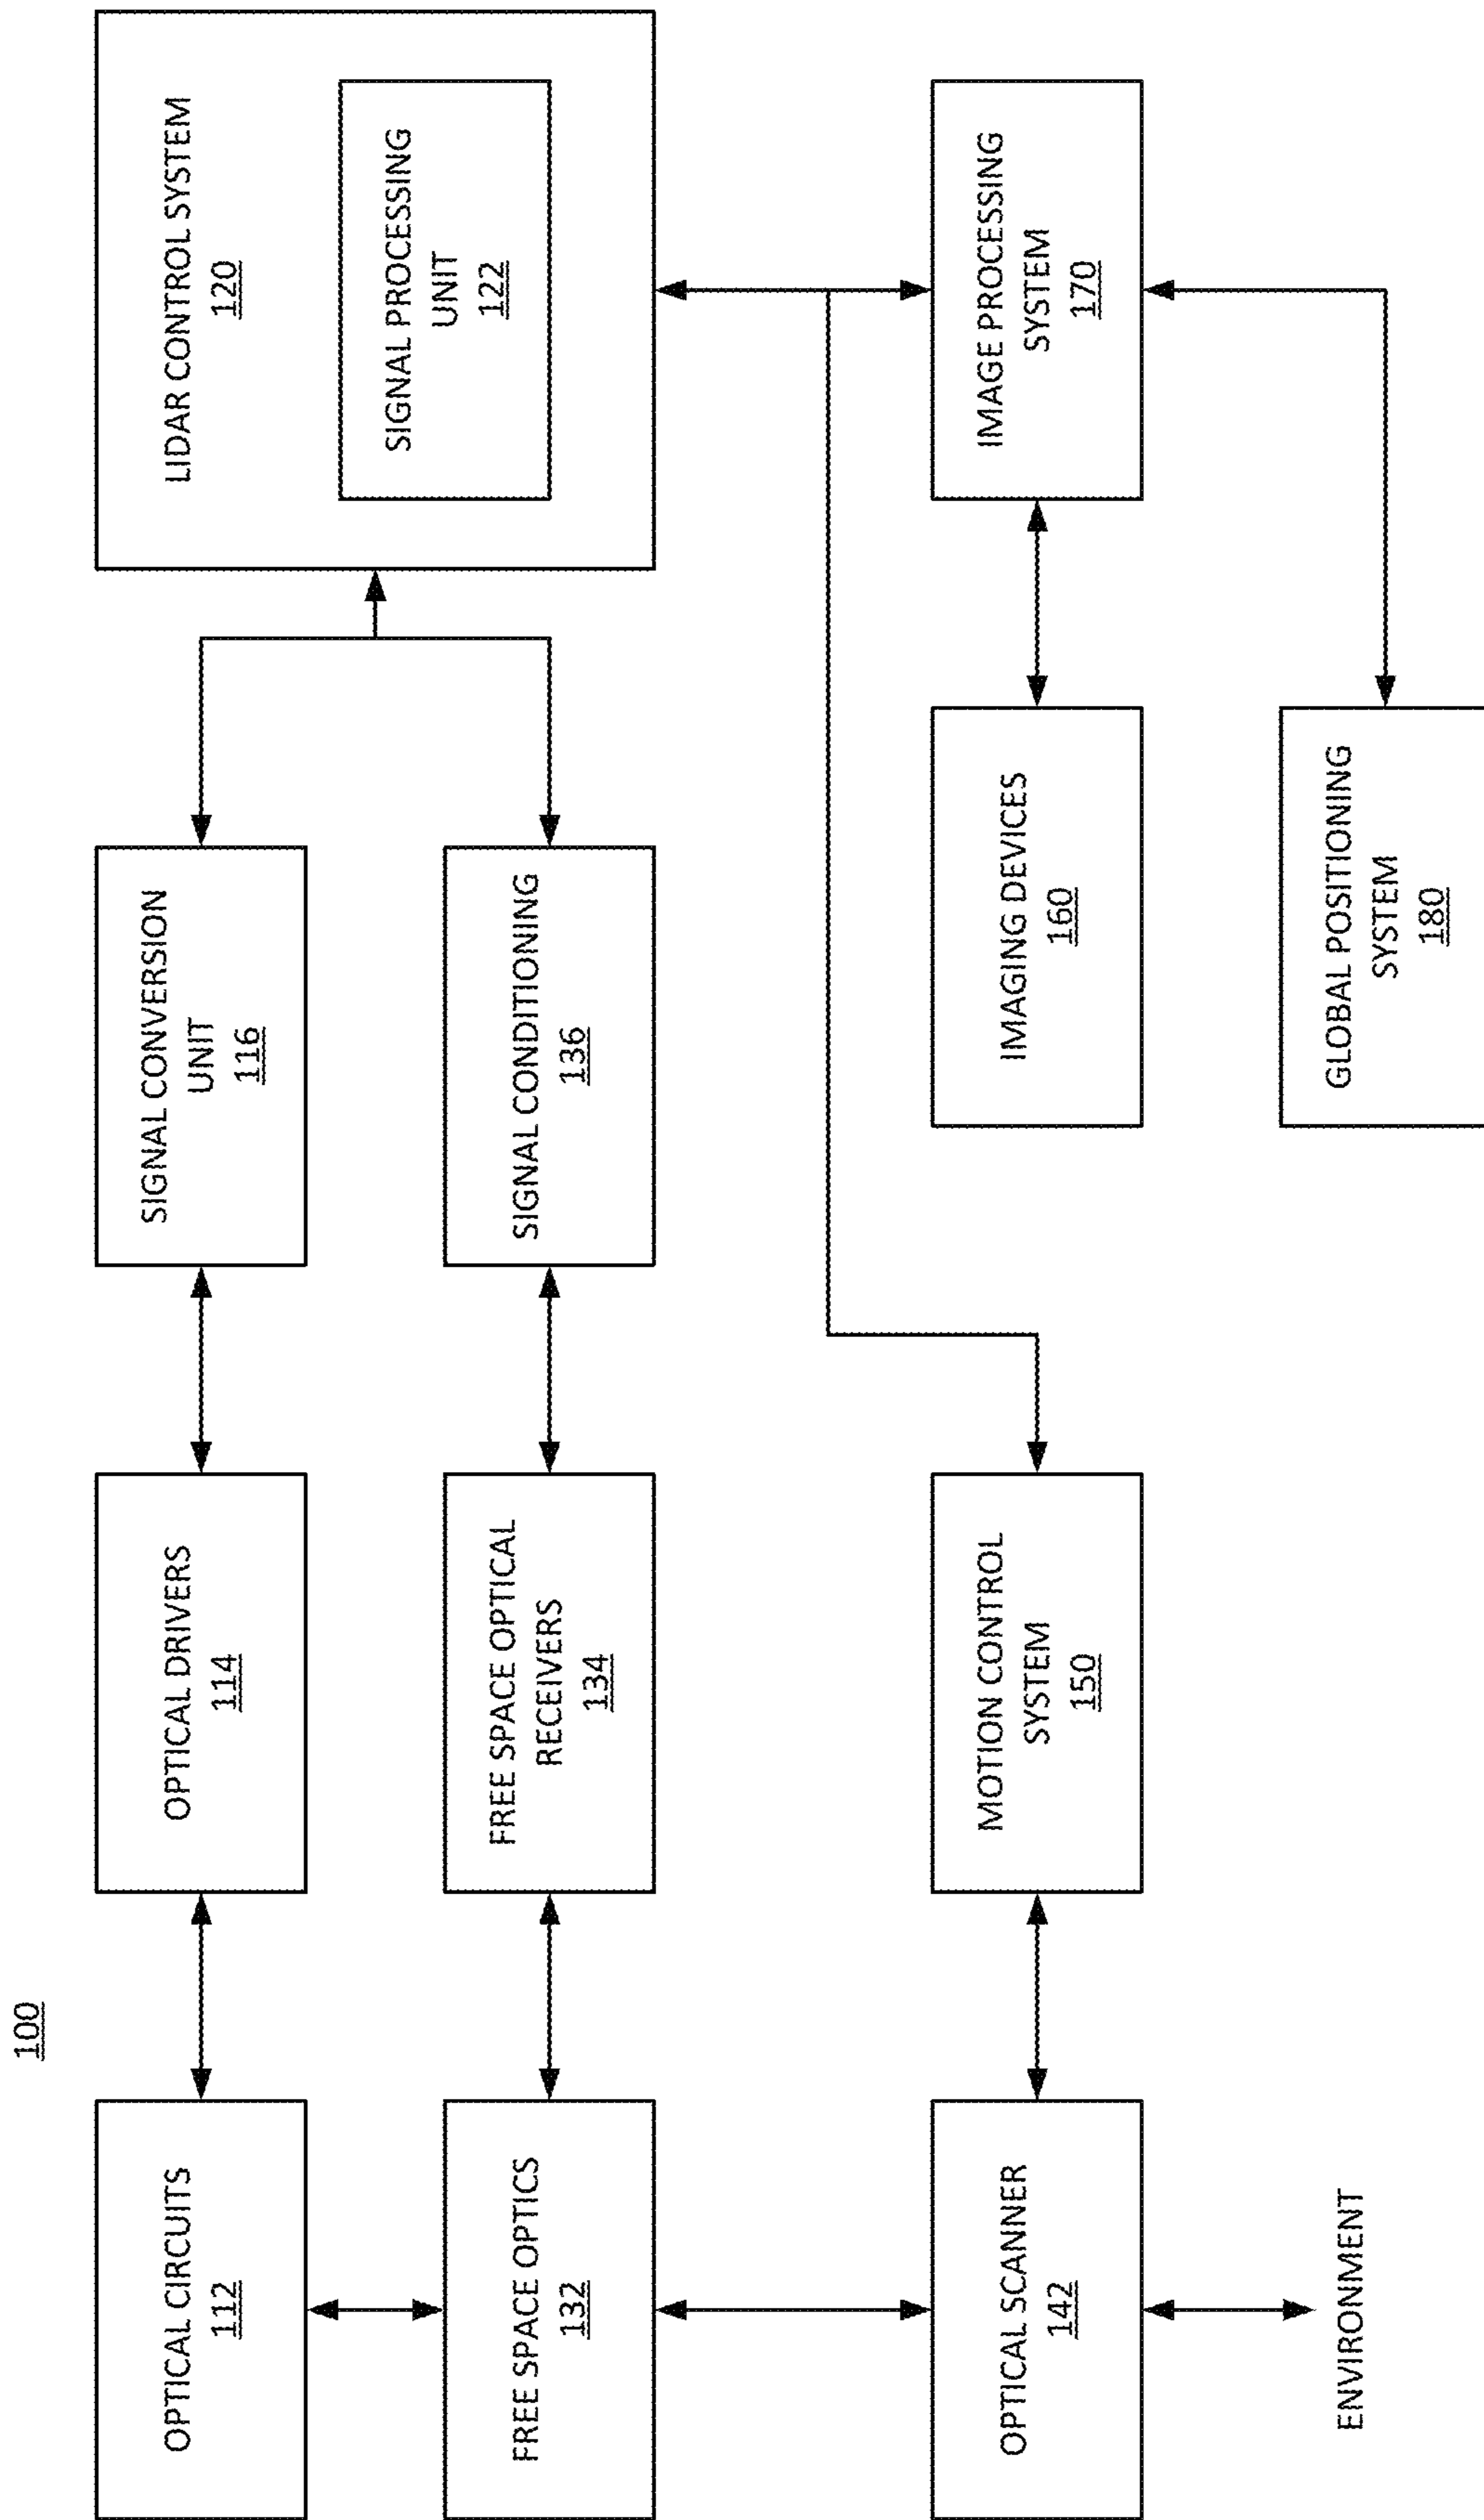 100
OPTICAL CIRCUITS
112
OPTICAL DRIVERS
114
SIGNAL CONVERSION
UNIT
116
LIDAR CONTROL SYSTEM
120
SIGNAL PROCESSING
UNIT
122
FREE SPACE OPTICS
132
FREE SPACE OPTICAL
RECEIVERS
134
SIGNAL CONDITIONING
136
OPTICAL SCANNER
142
MOTION CONTROL
SYSTEM
150
IMAGING DEVICES
160
IMAGE PROCESSING
SYSTEM
170
ENVIRONMENT
GLOBAL POSITIONING
SYSTEM
180